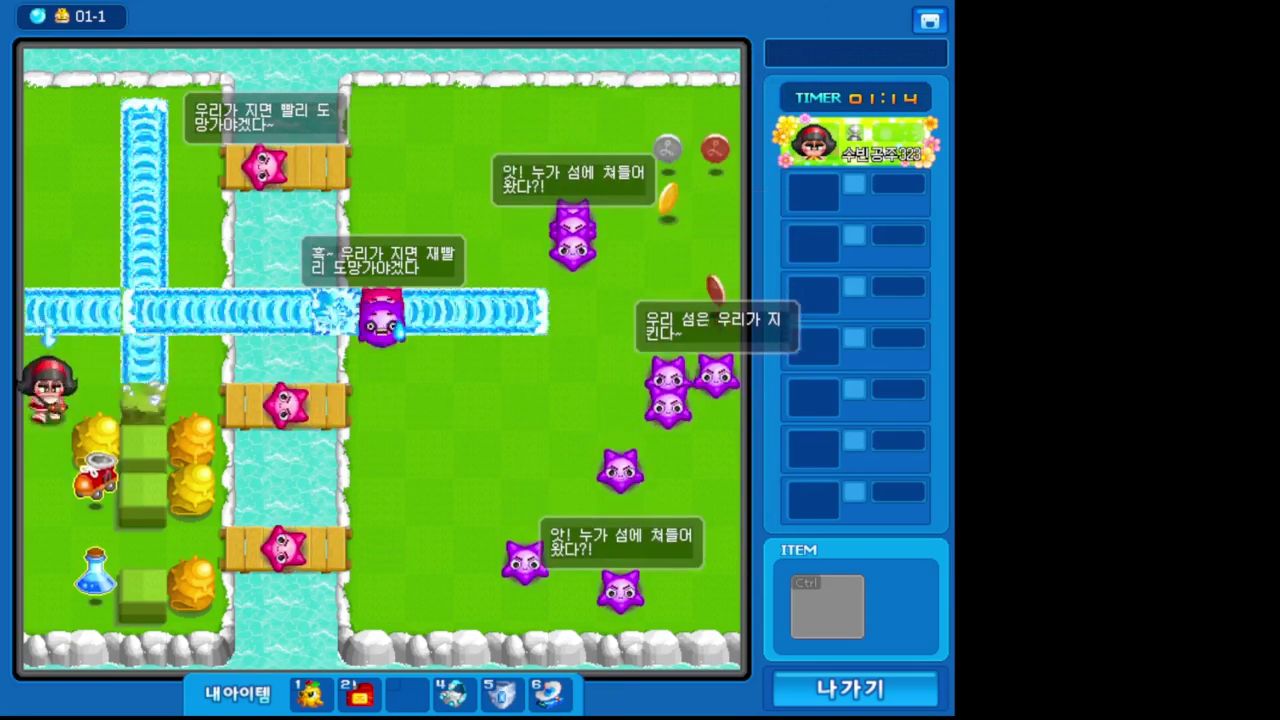 01-1
우리가 지면 빨리 도
망가야겠다~
TIMER 01:14
수빈공주323
앗! 누가 섬에 쳐들어
왔다?!
흑~ 우리가 지면 재빨
리 도망가야겠다
우리 섬은 우리가 지
킨다~
앗! 누가 섬에 쳐들어
왔다?!
ITEM
Ctrl
내 아이템
1 2 4 5 6
나가기